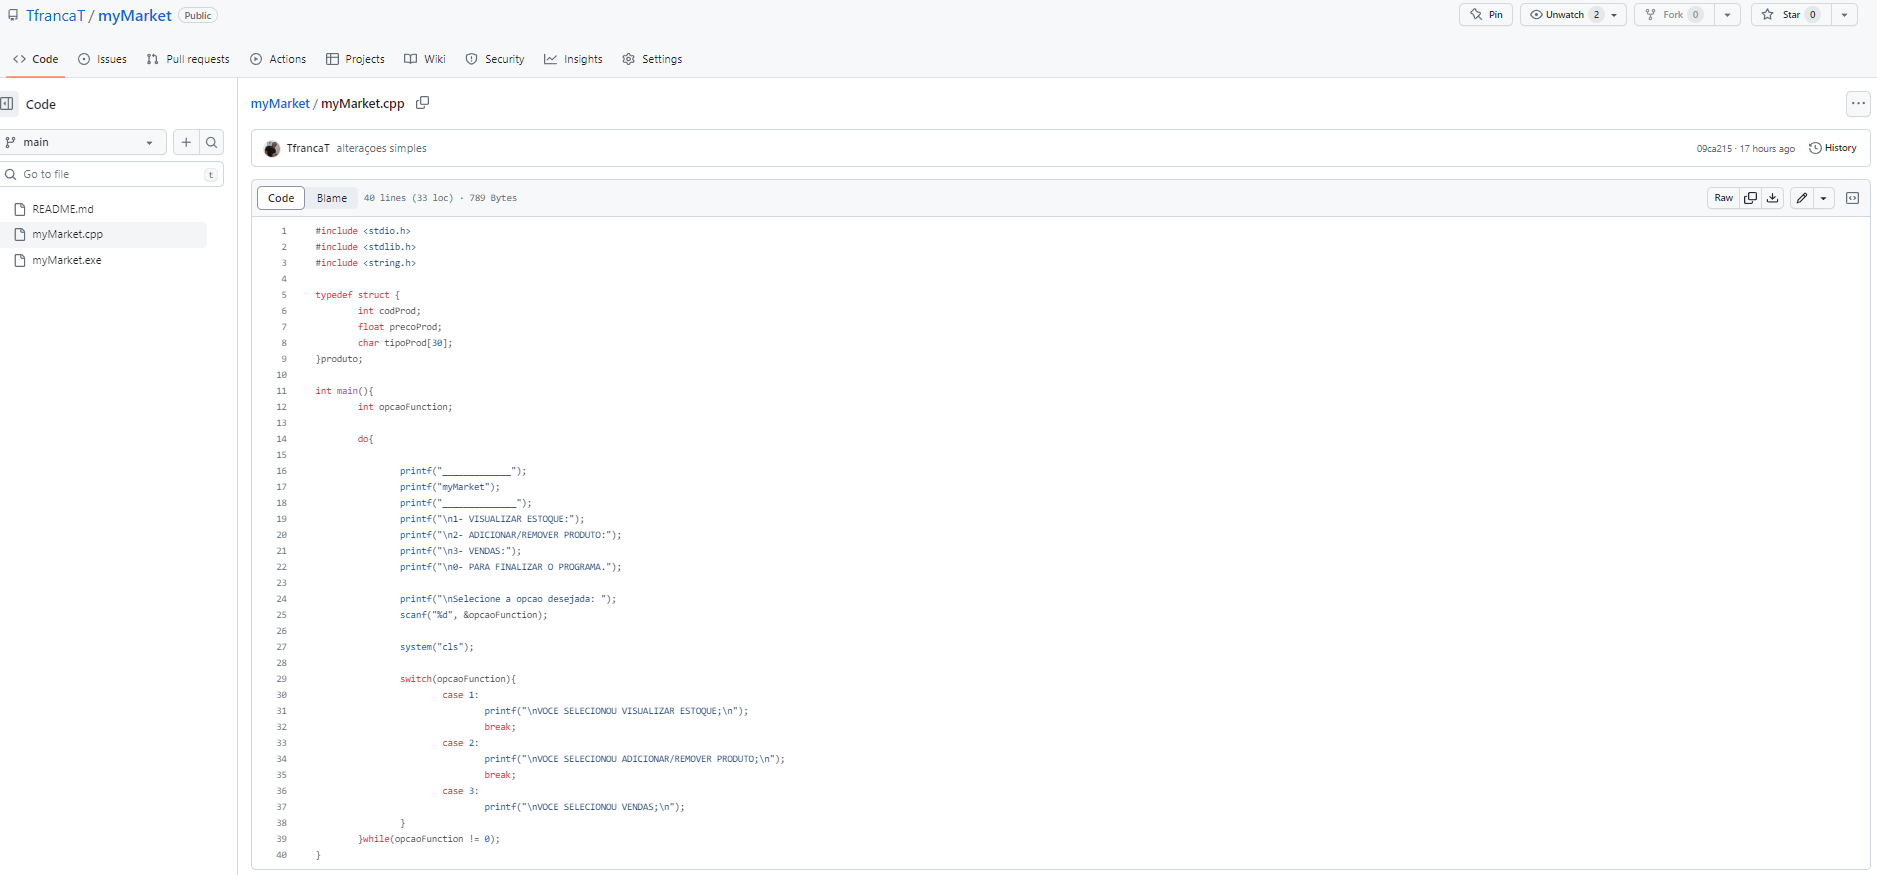 TfrancaT / myMarket Public
Pin Unwatch 2 Fork 0 Star 0
Code Issues Pull requests Actions Projects Wiki Security Insights Settings
Code
main
Go to file t
README.md
myMarket.cpp
myMarket.exe
myMarket / myMarket.cpp
TfrancaT alteraçoes simples 09ca215 · 17 hours ago History
Code Blame 40 lines (33 loc) · 789 Bytes Raw
1 #include <stdio.h>
2 #include <stdlib.h>
3 #include <string.h>
4
5 typedef struct {
6 int codProd;
7 float precoProd;
8 char tipoProd[30];
9 }produto;
10
11 int main(){
12 int opcaoFunction;
13
14 do{
15
16 printf("_____________");
17 printf("myMarket");
18 printf("______________");
19 printf("\n1- VISUALIZAR ESTOQUE:");
20 printf("\n2- ADICIONAR/REMOVER PRODUTO:");
21 printf("\n3- VENDAS:");
22 printf("\n0- PARA FINALIZAR O PROGRAMA.");
23
24 printf("\nSelecione a opcao desejada: ");
25 scanf("%d", &opcaoFunction);
26
27 system("cls");
28
29 switch(opcaoFunction){
30 case 1:
31 printf("\nVOCE SELECIONOU VISUALIZAR ESTOQUE;\n");
32 break;
33 case 2:
34 printf("\nVOCE SELECIONOU ADICIONAR/REMOVER PRODUTO;\n");
35 break;
36 case 3:
37 printf("\nVOCE SELECIONOU VENDAS;\n");
38 }
39 }while(opcaoFunction != 0);
40 }